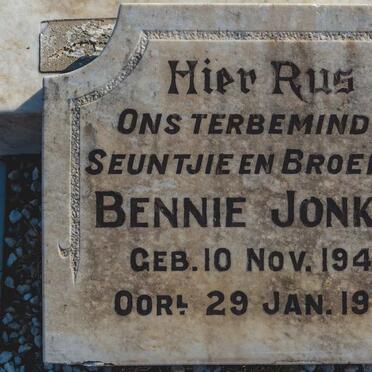 Hier Rus
ONS TERBEMIND
SEUNTJIE EN BROE
BENNIE JONK
GEB. 10 NOV. 194
OORL. 29 JAN. 19